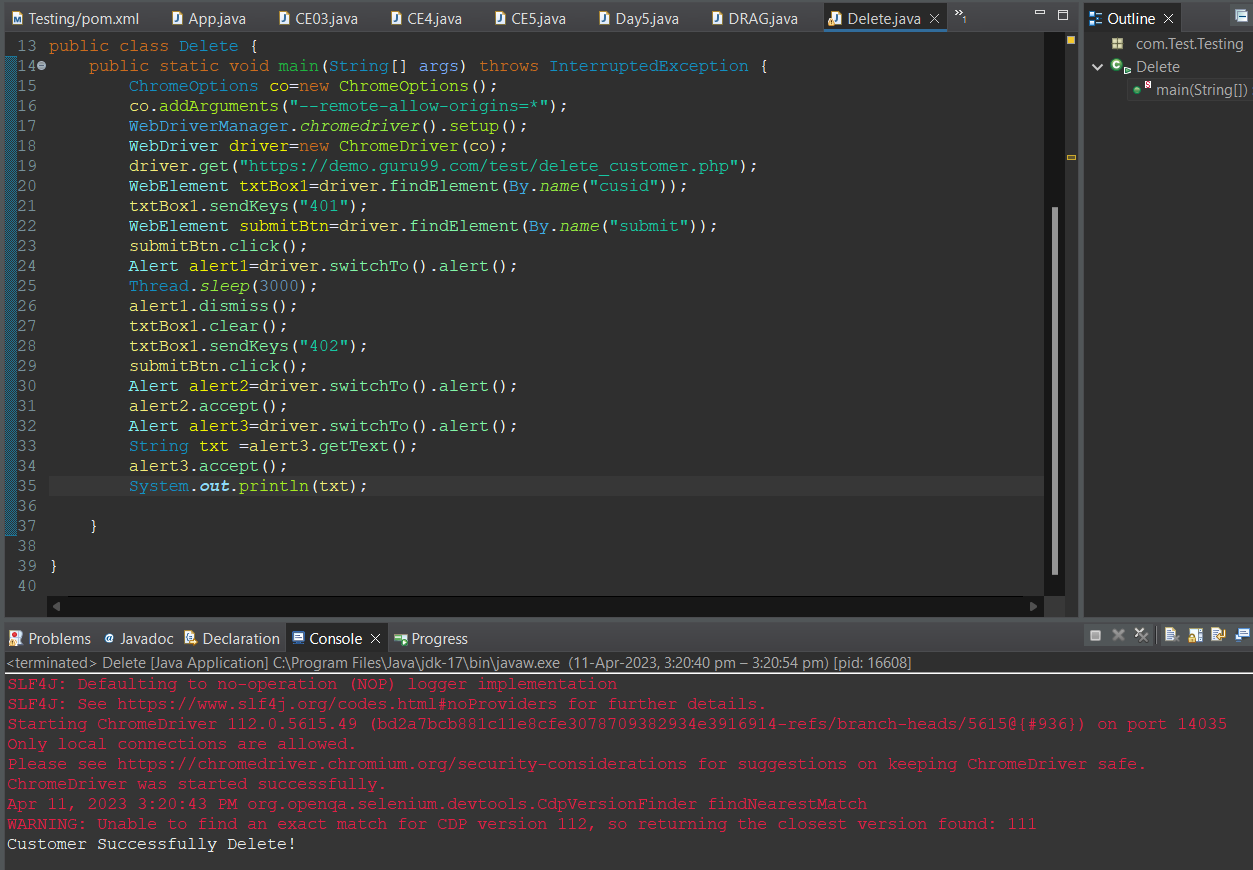 Testing/pom.xml App.java CE03.java CE4.java CE5.java Day5.java DRAG.java Delete.java 1
13 public class Delete {
14 public static void main(String[] args) throws InterruptedException {
15 ChromeOptions co=new ChromeOptions();
16 co.addArguments("--remote-allow-origins=*");
17 WebDriverManager.chromedriver().setup();
18 WebDriver driver=new ChromeDriver(co);
19 driver.get("https://demo.guru99.com/test/delete_customer.php");
20 WebElement txtBox1=driver.findElement(By.name("cusid"));
21 txtBox1.sendKeys("401");
22 WebElement submitBtn=driver.findElement(By.name("submit"));
23 submitBtn.click();
24 Alert alert1=driver.switchTo().alert();
25 Thread.sleep(3000);
26 alert1.dismiss();
27 txtBox1.clear();
28 txtBox1.sendKeys("402");
29 submitBtn.click();
30 Alert alert2=driver.switchTo().alert();
31 alert2.accept();
32 Alert alert3=driver.switchTo().alert();
33 String txt =alert3.getText();
34 alert3.accept();
35 System.out.println(txt);
36
37 }
38
39 }
40
Outline
com.Test.Testing
Delete
main(String[])
Problems Javadoc Declaration Console Progress
<terminated> Delete [Java Application] C:\Program Files\Java\jdk-17\bin\javaw.exe (11-Apr-2023, 3:20:40 pm – 3:20:54 pm) [pid: 16608]
SLF4J: Defaulting to no-operation (NOP) logger implementation
SLF4J: See https://www.slf4j.org/codes.html#noProviders for further details.
Starting ChromeDriver 112.0.5615.49 (bd2a7bcb881c11e8cfe3078709382934e3916914-refs/branch-heads/5615@{#936}) on port 14035
Only local connections are allowed.
Please see https://chromedriver.chromium.org/security-considerations for suggestions on keeping ChromeDriver safe.
ChromeDriver was started successfully.
Apr 11, 2023 3:20:43 PM org.openqa.selenium.devtools.CdpVersionFinder findNearestMatch
WARNING: Unable to find an exact match for CDP version 112, so returning the closest version found: 111
Customer Successfully Delete!